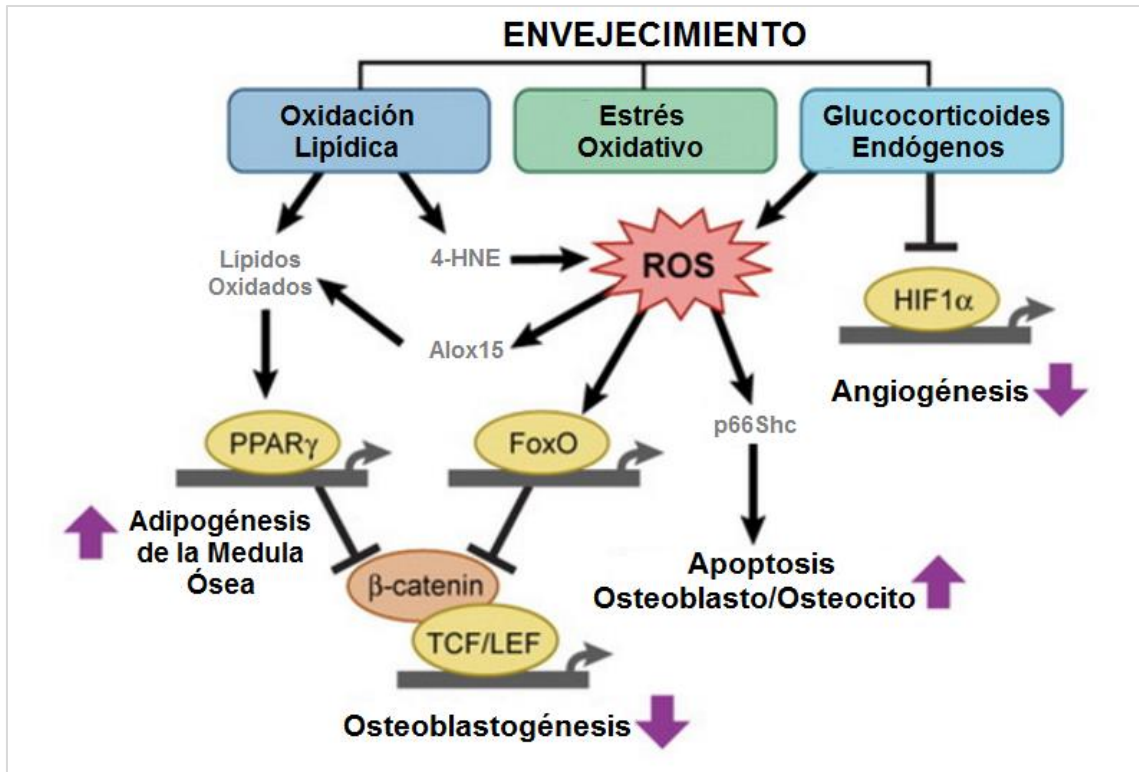 ENVEJECIMIENTO
Oxidación
Lipídica
Estrés
Oxidativo
Glucocorticoides
Endógenos
Lípidos
Oxidados
4-HNE
ROS
HIF1α
Alox15
Angiogénesis
PPARγ
FoxO
p66Shc
Adipogénesis
de la Medula
Ósea
β-catenin
Apoptosis
Osteoblasto/Osteocito
TCF/LEF
Osteoblastogénesis